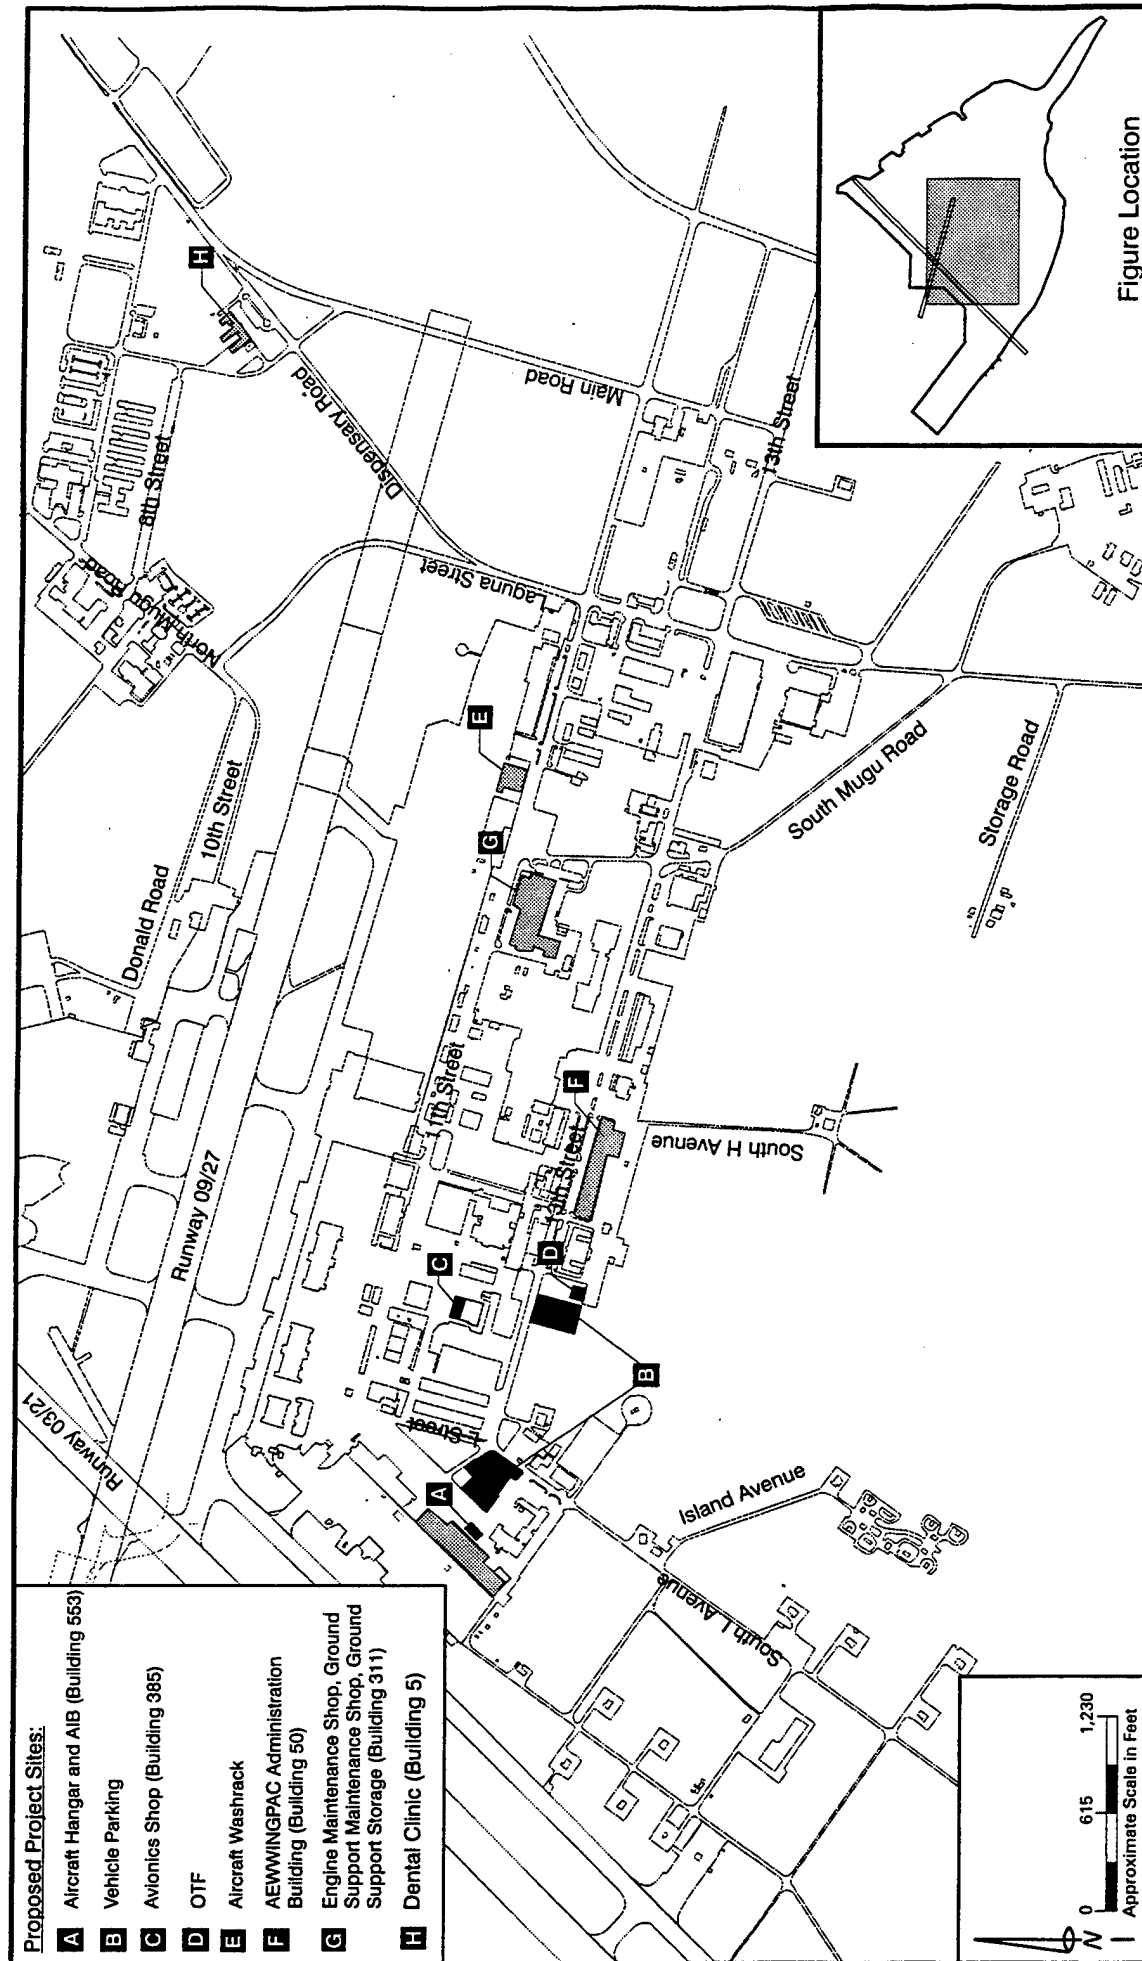 Proposed Project Sites:
A Aircraft Hangar and AIB (Building 553)
B Vehicle Parking
C Avionics Shop (Building 385)
D OTF
E Aircraft Washrack
F AEWWINGPAC Administration
Building (Building 50)
G Engine Maintenance Shop, Ground
Support Maintenance Shop, Ground
Support Storage (Building 311)
H Dental Clinic (Building 5)
Runway 03/21
Runway 09/27
Donald Road
10th Street
North Mugu Road
8th Street
H
Dispensary Road
Main Road
Laguna Street
E
G
11th Street
13th Street
13th Street
C
D
F
A
B
Street
South H Avenue
South Mugu Road
Storage Road
Island Avenue
South L Avenue
N
0 615 1,230
Approximate Scale in Feet
Figure Location